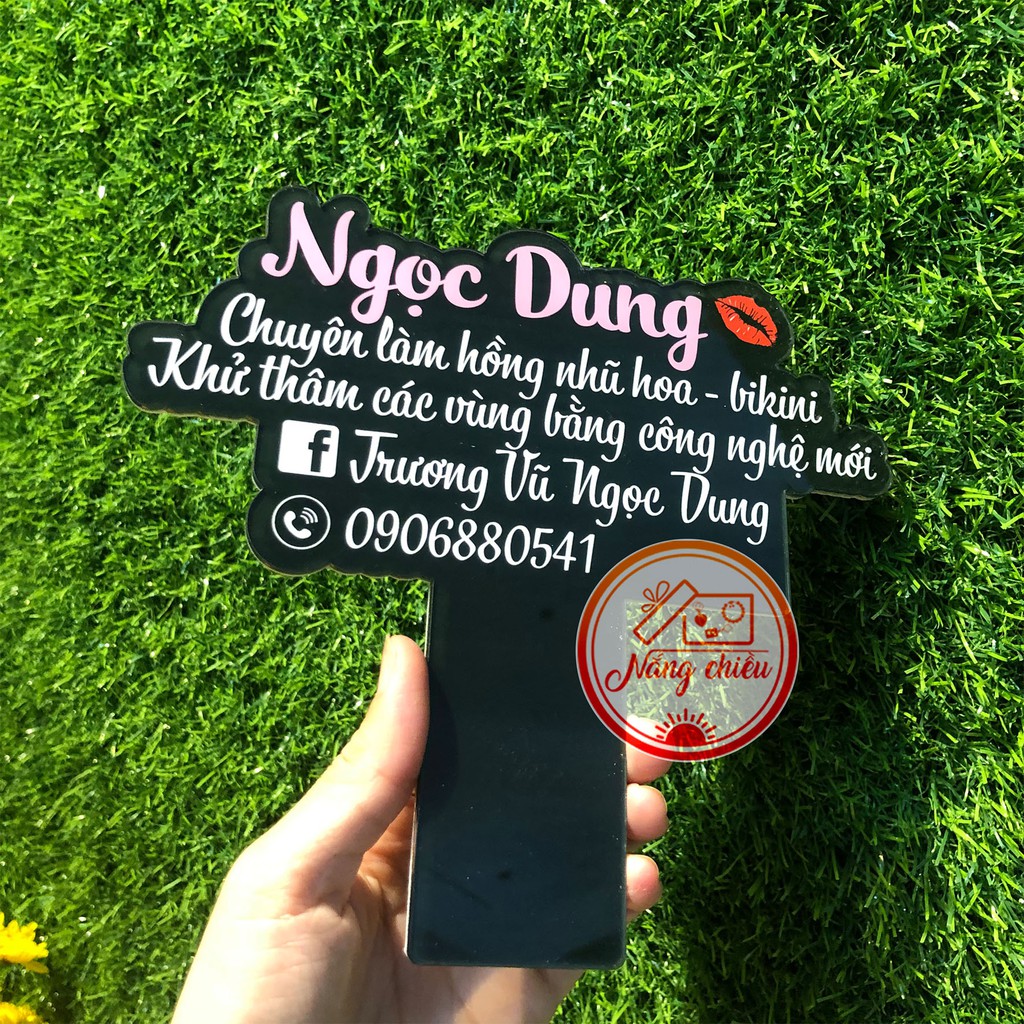 Ngọc Dung
Chuyên làm hồng nhũ hoa - bikini
Khử thâm các vùng bằng công nghệ mới
f Trương Vũ Ngọc Dung
0906880541
Nắng chiều